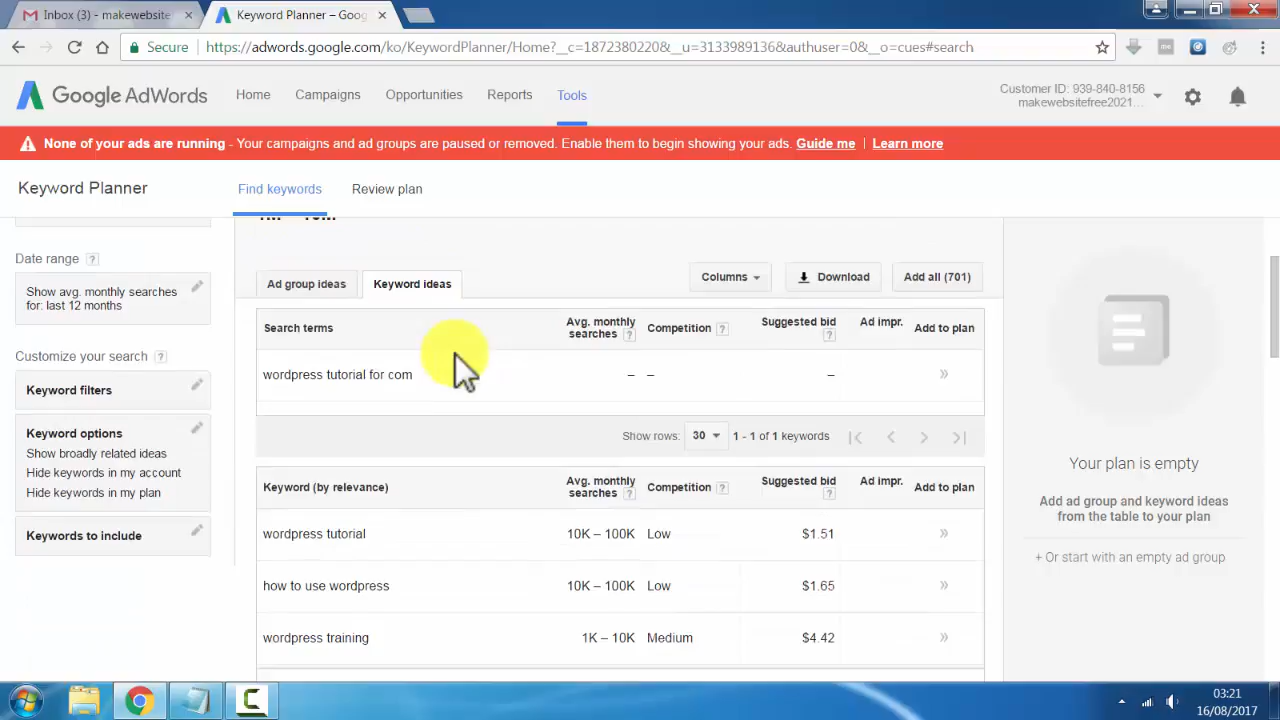 Inbox (3) - makewebsite
Keyword Planner – Goo
Secure
https://adwords.google.com/ko/KeywordPlanner/Home?__c=1872380220&__u=3133989136&authuser=0&__o=cues#search
Google AdWords
Home
Campaigns
Opportunities
Reports
Tools
Customer ID: 939-840-8156
makewebsitefree2021...
None of your ads are running - Your campaigns and ad groups are paused or removed. Enable them to begin showing your ads. Guide me | Learn more
Keyword Planner
Find keywords
Review plan
Date range ?
Show avg. monthly searches
for: last 12 months
Customize your search ?
Keyword filters
Keyword options
Show broadly related ideas
Hide keywords in my account
Hide keywords in my plan
Keywords to include
Ad group ideas
Keyword ideas
Columns
Download
Add all (701)
Search terms
Avg. monthly
searches ?
Competition ?
Suggested bid
?
Ad impr.
Add to plan
wordpress tutorial for com
–
–
–
»
Show rows: 30
1 - 1 of 1 keywords
Keyword (by relevance)
Avg. monthly
searches ?
Competition ?
Suggested bid
?
Ad impr.
Add to plan
wordpress tutorial
10K – 100K
Low
$1.51
»
how to use wordpress
10K – 100K
Low
$1.65
»
wordpress training
1K – 10K
Medium
$4.42
»
Your plan is empty
Add ad group and keyword ideas
from the table to your plan
+ Or start with an empty ad group
03:21
16/08/2017